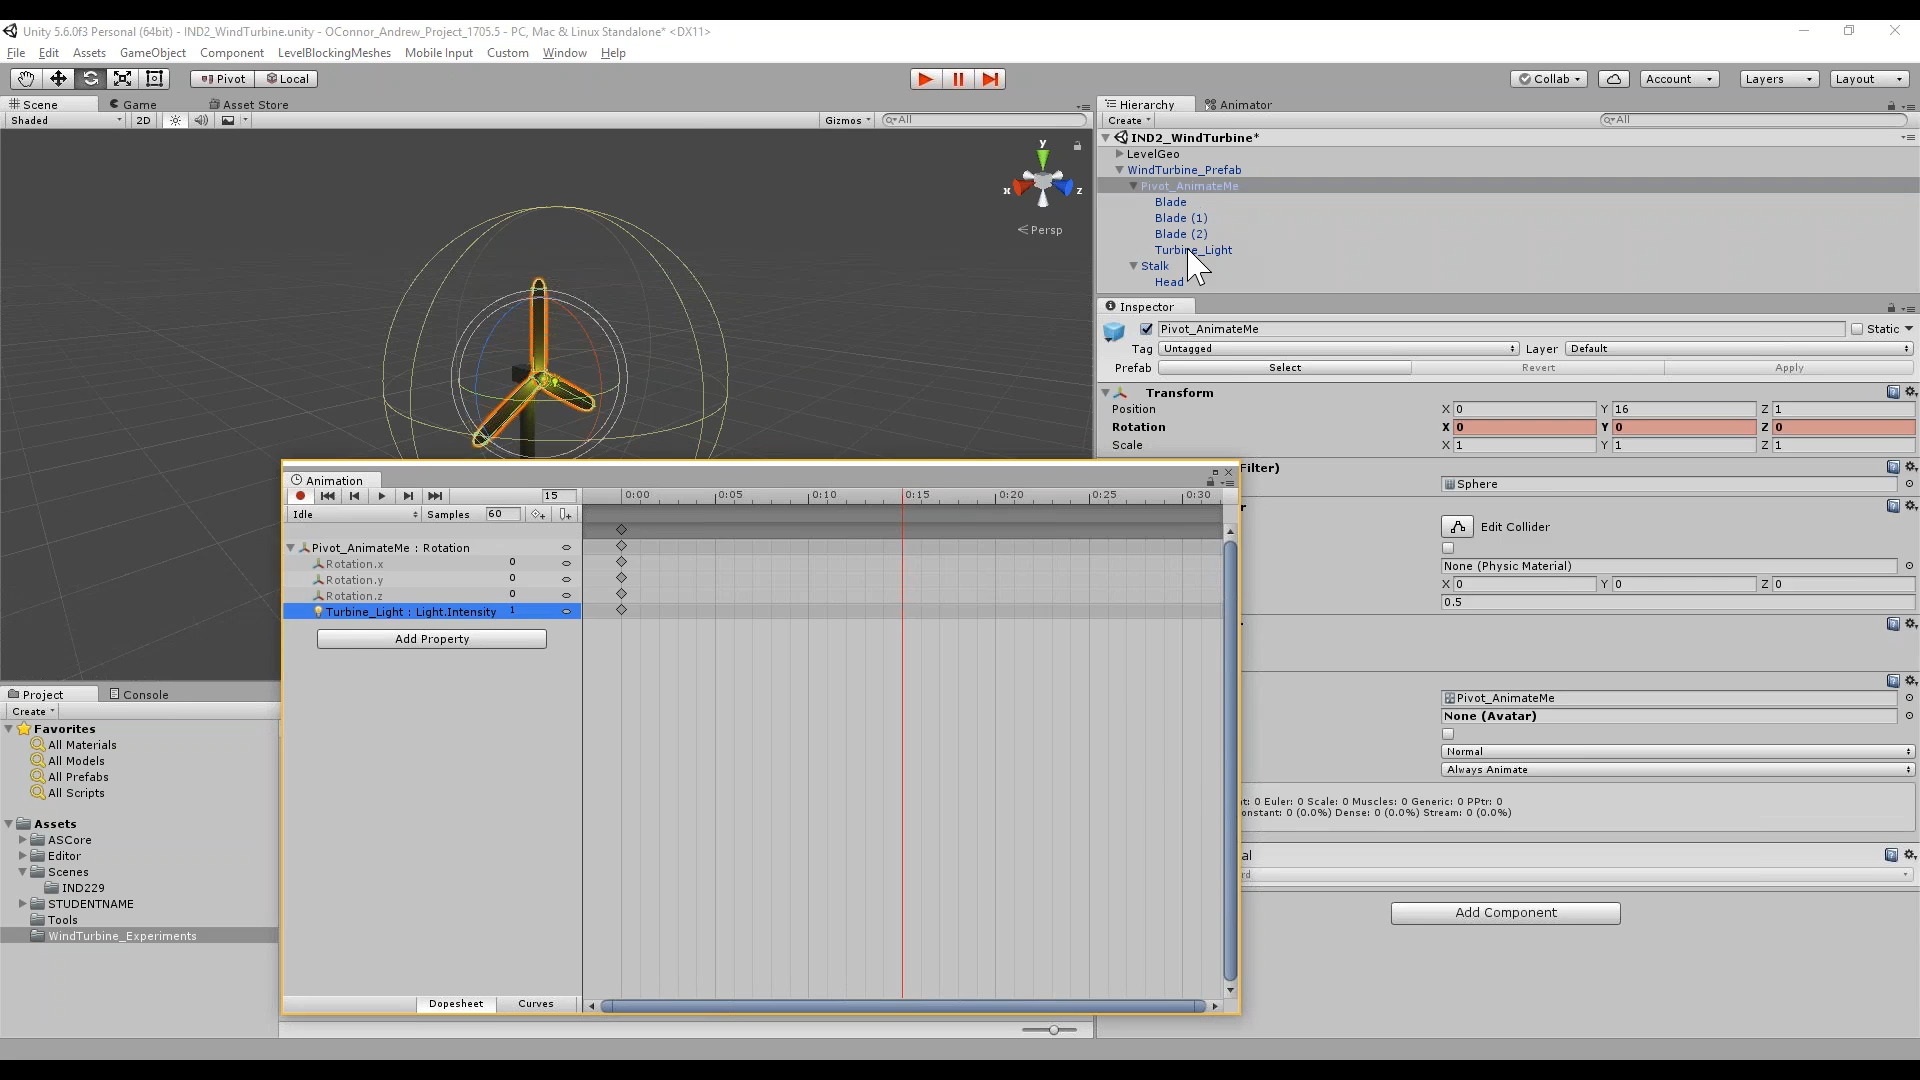 Unity 5.6.0f3 Personal (64bit) - IND2_WindTurbine.unity - OConnor_Andrew_Project_1705.5 - PC, Mac & Linux Standalone* <DX11>
File Edit Assets GameObject Component LevelBlockingMeshes Mobile Input Custom Window Help
Pivot Local Collab Account Layers Layout
Scene Game Asset Store Hierarchy Animator
Shaded 2D Gizmos All Create All
IND2_WindTurbine*
LevelGeo
WindTurbine_Prefab
Pivot_AnimateMe
Blade
Blade (1)
Blade (2)
Turbine_Light
Stalk
Head
y
x z
Persp
Inspector
Pivot_AnimateMe Static
Tag Untagged Layer Default
Prefab Select Revert Apply
Transform
Position X 0 Y 16 Z 1
Rotation X 0 Y 0 Z 0
Scale X 1 Y 1 Z 1
Filter)
Sphere
r
Edit Collider
None (Physic Material)
X 0 Y 0 Z 0
0.5
Pivot_AnimateMe
None (Avatar)
Normal
Always Animate
nt: 0 Euler: 0 Scale: 0 Muscles: 0 Generic: 0 PPtr: 0
onstant: 0 (0.0%) Dense: 0 (0.0%) Stream: 0 (0.0%)
al
rd
Add Component
Animation
15 0:00 0:05 0:10 0:15 0:20 0:25 0:30
Idle Samples 60
Pivot_AnimateMe : Rotation
Rotation.x 0
Rotation.y 0
Rotation.z 0
Turbine_Light : Light.Intensity 1
Add Property
Dopesheet Curves
Project Console
Create
Favorites
All Materials
All Models
All Prefabs
All Scripts
Assets
ASCore
Editor
Scenes
IND229
STUDENTNAME
Tools
WindTurbine_Experiments